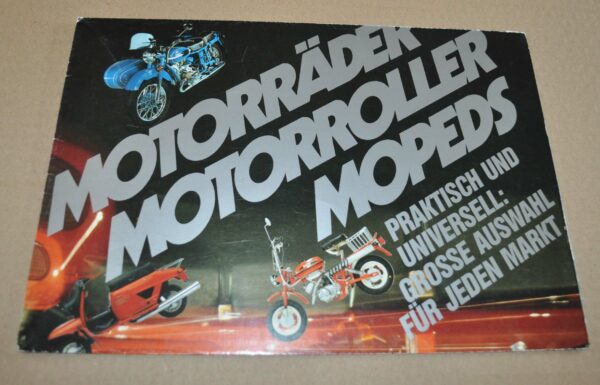 MOTORRÄDER
MOTORROLLER
MOPEDS
PRAKTISCH UND
UNIVERSELL:
GROSSE AUSWAHL
FÜR JEDEN MARKT